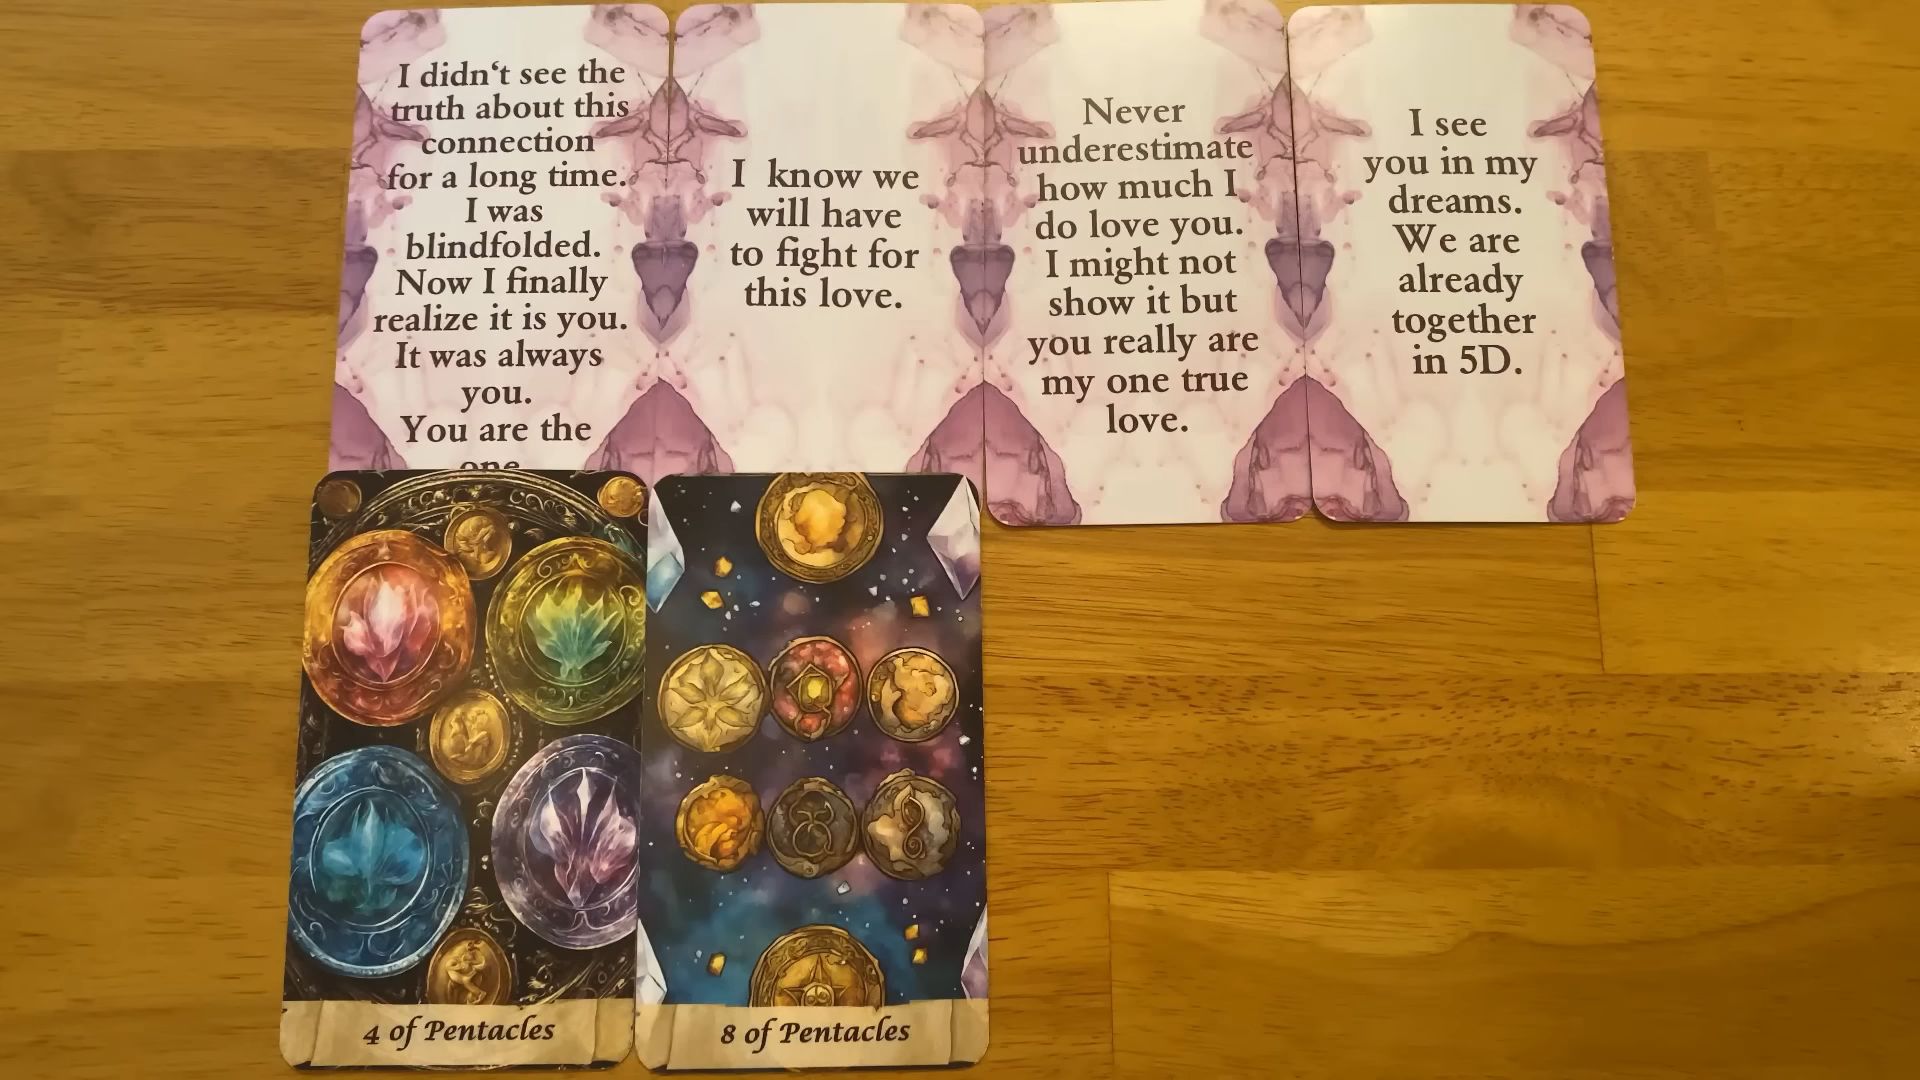 I didn‘t see the
truth about this
connection
for a long time.
I was
blindfolded.
Now I finally
realize it is you.
It was always
you.
You are the
one
I know we
will have
to fight for
this love.
Never
underestimate
how much I
do love you.
I might not
show it but
you really are
my one true
love.
I see
you in my
dreams.
We are
already
together
in 5D.
4 of Pentacles
8 of Pentacles